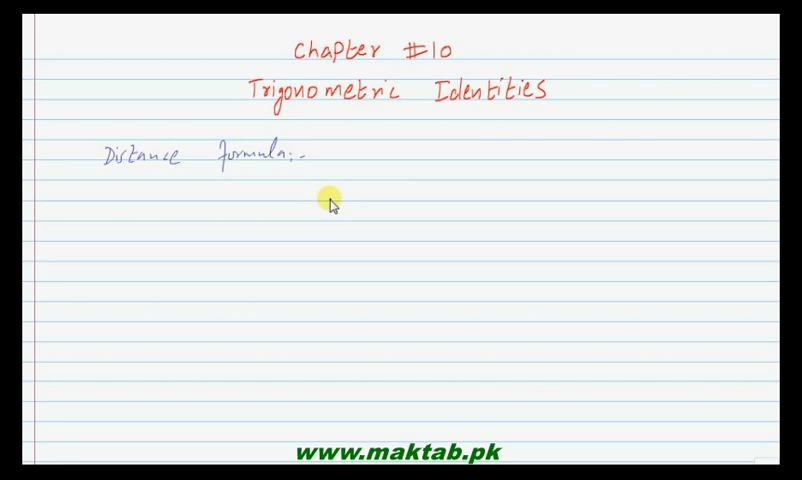 Chapter #10
Trigonometric Identities
Distance formula:-
www.maktab.pk